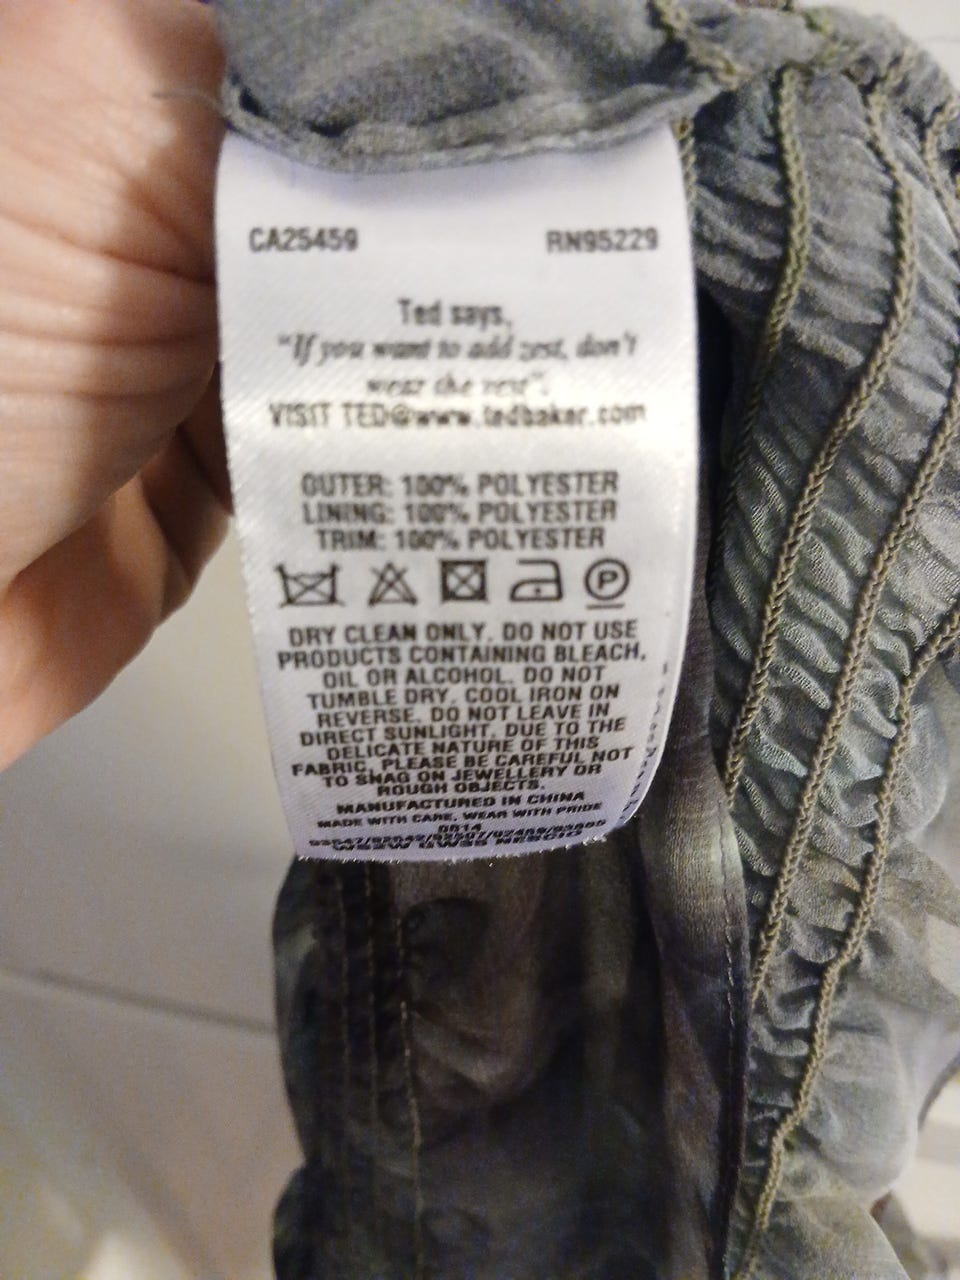 CA25459 RN95229
Ted says,
"If you want to add zest, don't
wear the rest".
VISIT TED@www.tedbaker.com
OUTER: 100% POLYESTER
LINING: 100% POLYESTER
TRIM: 100% POLYESTER
P
DRY CLEAN ONLY. DO NOT USE
PRODUCTS CONTAINING BLEACH,
OIL OR ALCOHOL. DO NOT
TUMBLE DRY. COOL IRON ON
REVERSE. DO NOT LEAVE IN
DIRECT SUNLIGHT. DUE TO THE
DELICATE NATURE OF THIS
FABRIC, PLEASE BE CAREFUL NOT
TO SNAG ON JEWELLERY OR
ROUGH OBJECTS.
MANUFACTURED IN CHINA
MADE WITH CARE, WEAR WITH PRIDE